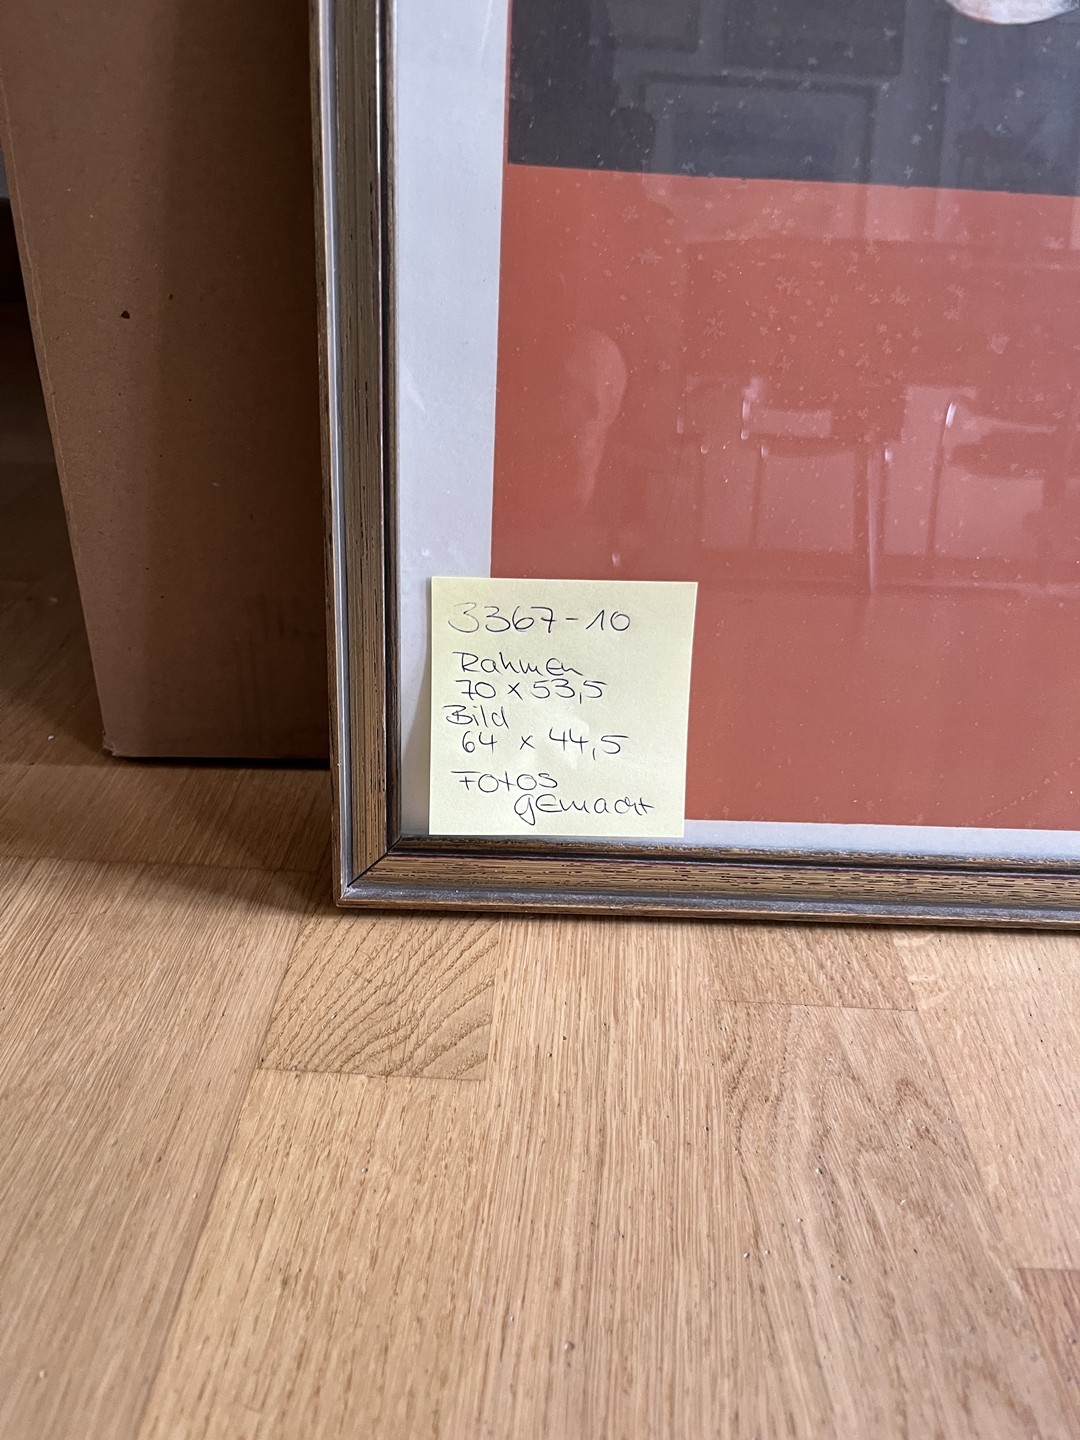 3367-10
Rahmen
70 x 53,5
Bild
64 x 44,5
Fotos
gemacht